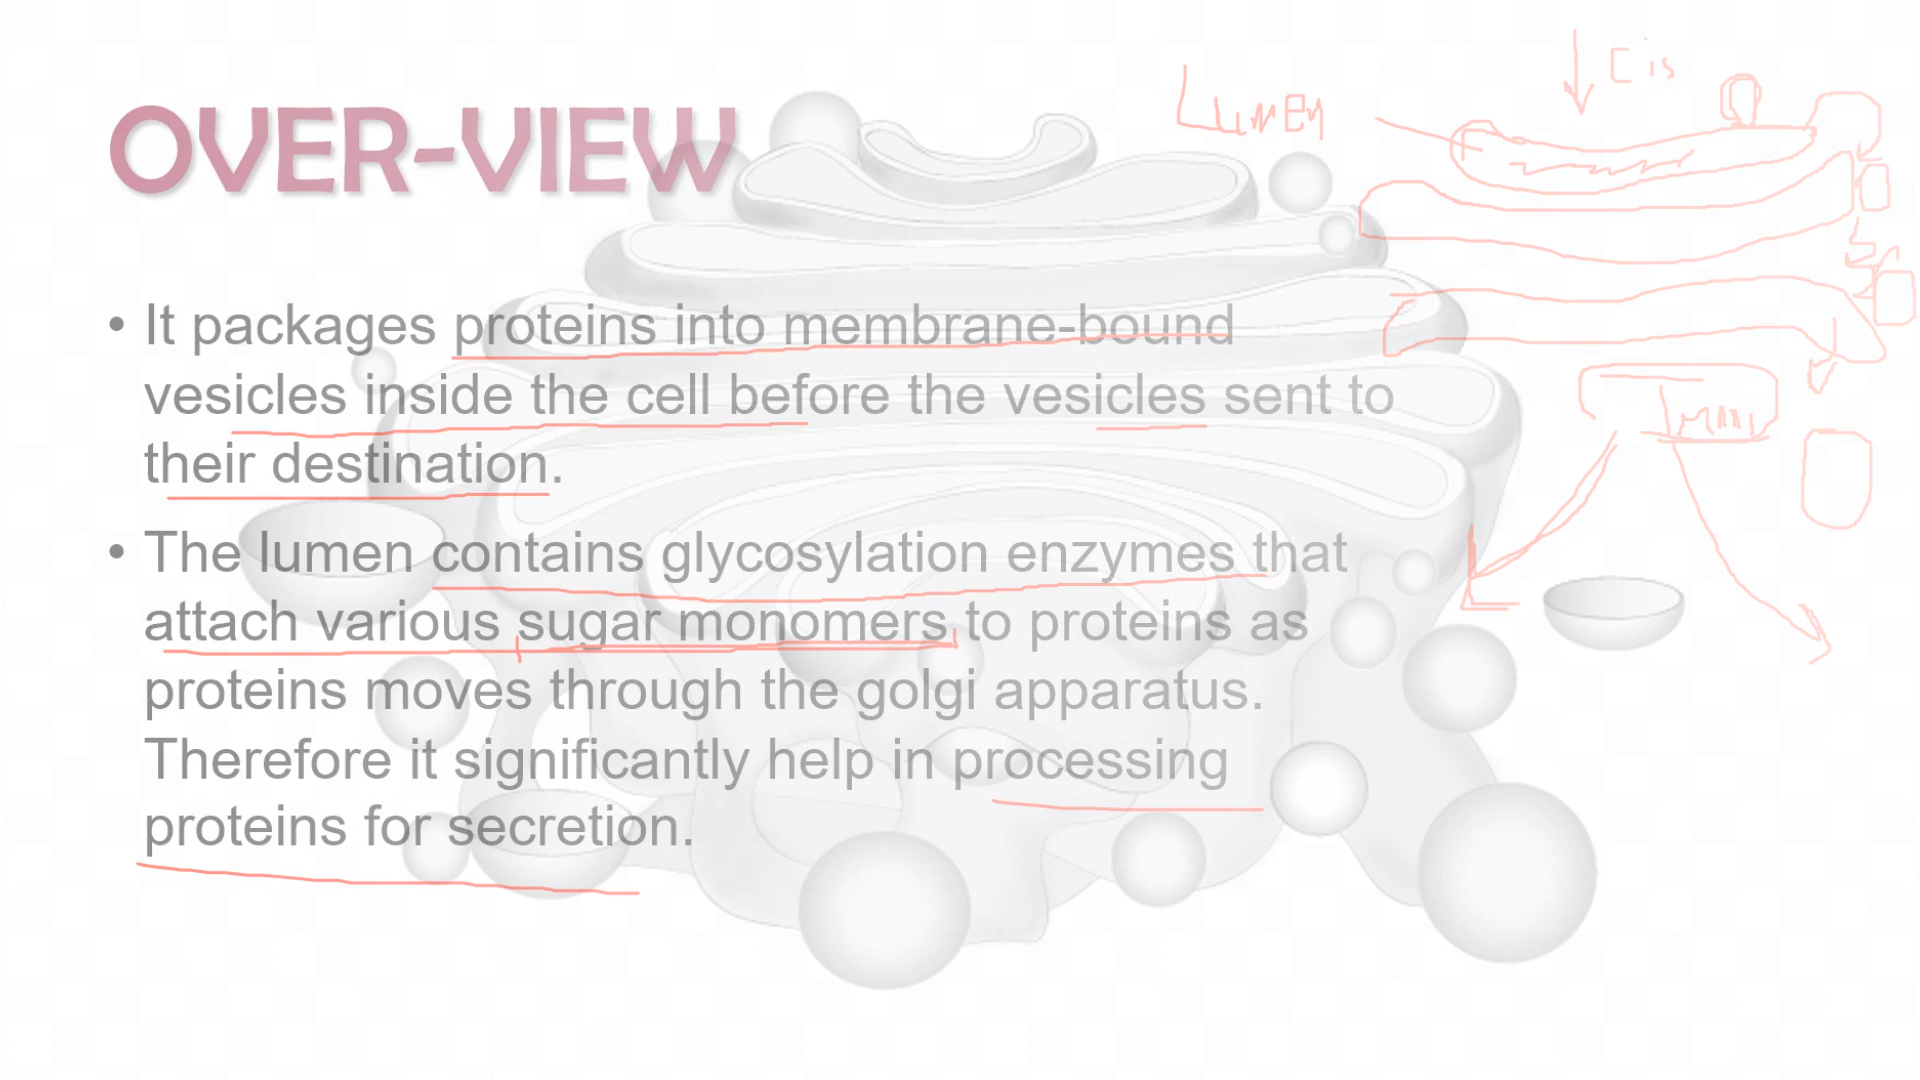 OVER-VIEW
Lumen
Cis
• It packages proteins into membrane-bound
vesicles inside the cell before the vesicles sent to
their destination.
• The lumen contains glycosylation enzymes that
attach various sugar monomers to proteins as
proteins moves through the golgi apparatus.
Therefore it significantly help in processing
proteins for secretion.